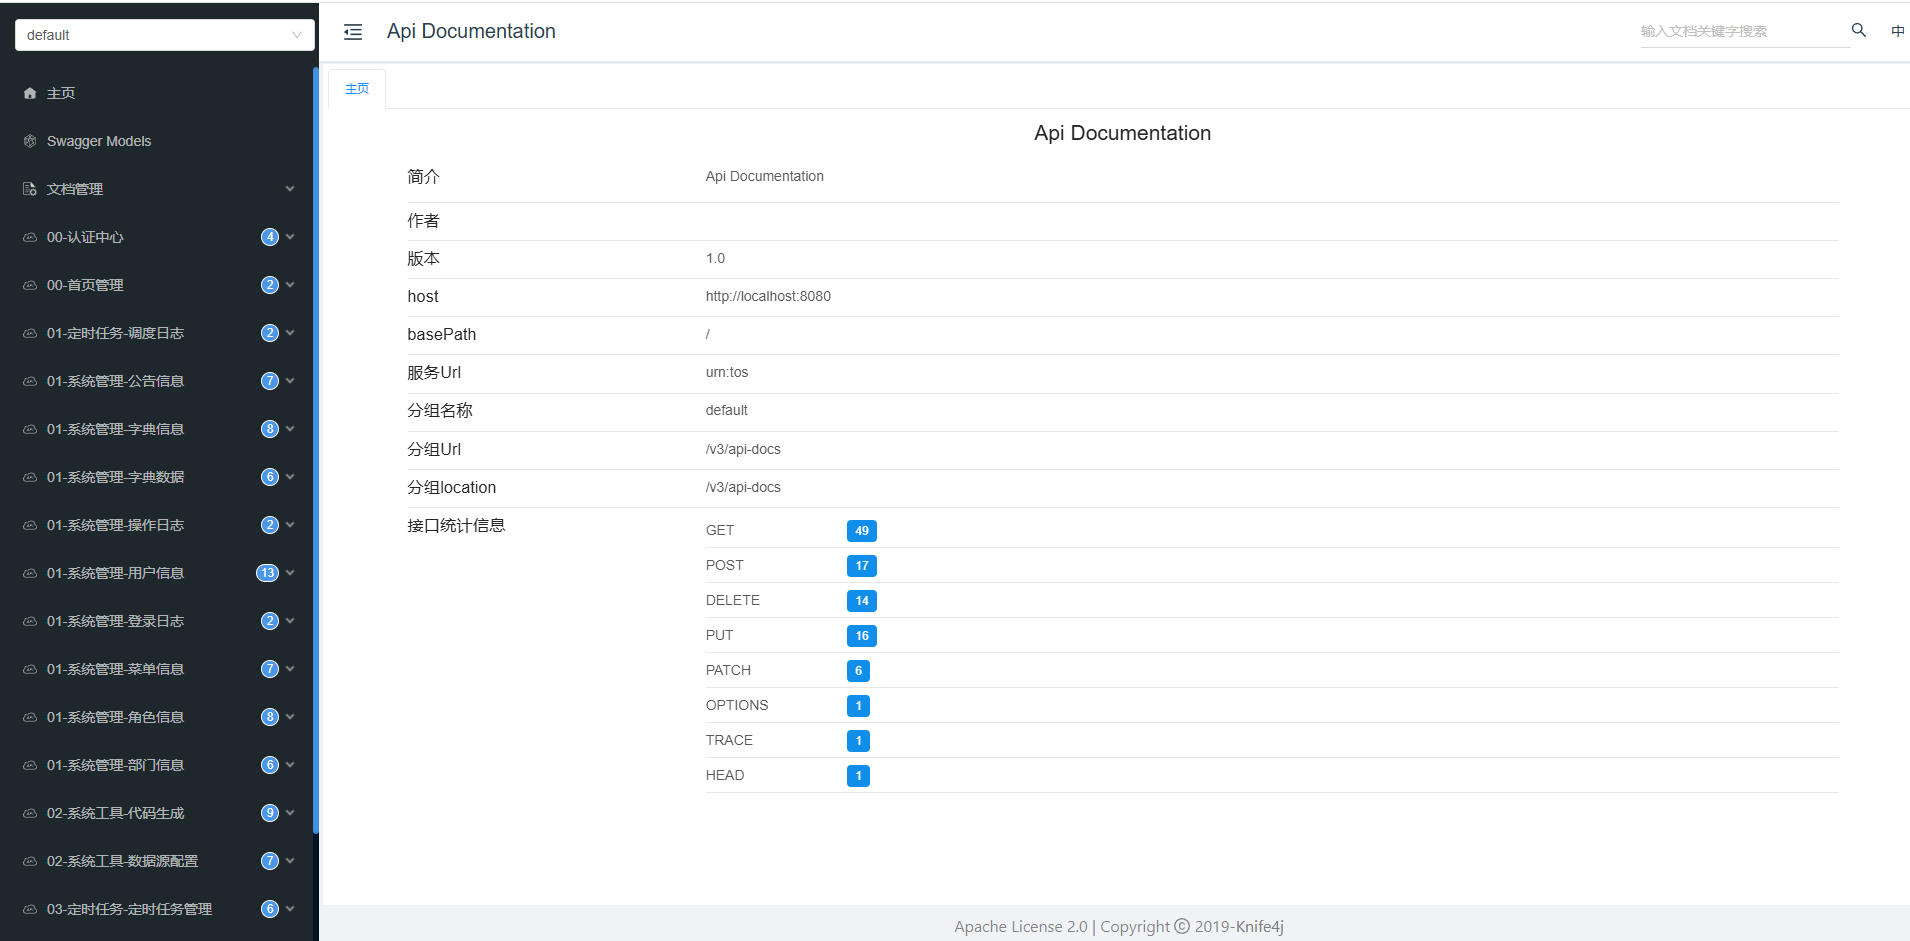 default
Api Documentation
输入文档关键字搜索
中
主页
Swagger Models
文档管理
00-认证中心 4
00-首页管理 2
01-定时任务-调度日志 2
01-系统管理-公告信息 7
01-系统管理-字典信息 8
01-系统管理-字典数据 6
01-系统管理-操作日志 2
01-系统管理-用户信息 13
01-系统管理-登录日志 2
01-系统管理-菜单信息 7
01-系统管理-角色信息 8
01-系统管理-部门信息 6
02-系统工具-代码生成 9
02-系统工具-数据源配置 7
03-定时任务-定时任务管理 6
主页
Api Documentation
简介 Api Documentation
作者
版本 1.0
host http://localhost:8080
basePath /
服务Url urn:tos
分组名称 default
分组Url /v3/api-docs
分组location /v3/api-docs
接口统计信息
GET 49
POST 17
DELETE 14
PUT 16
PATCH 6
OPTIONS 1
TRACE 1
HEAD 1
Apache License 2.0 | Copyright © 2019-Knife4j